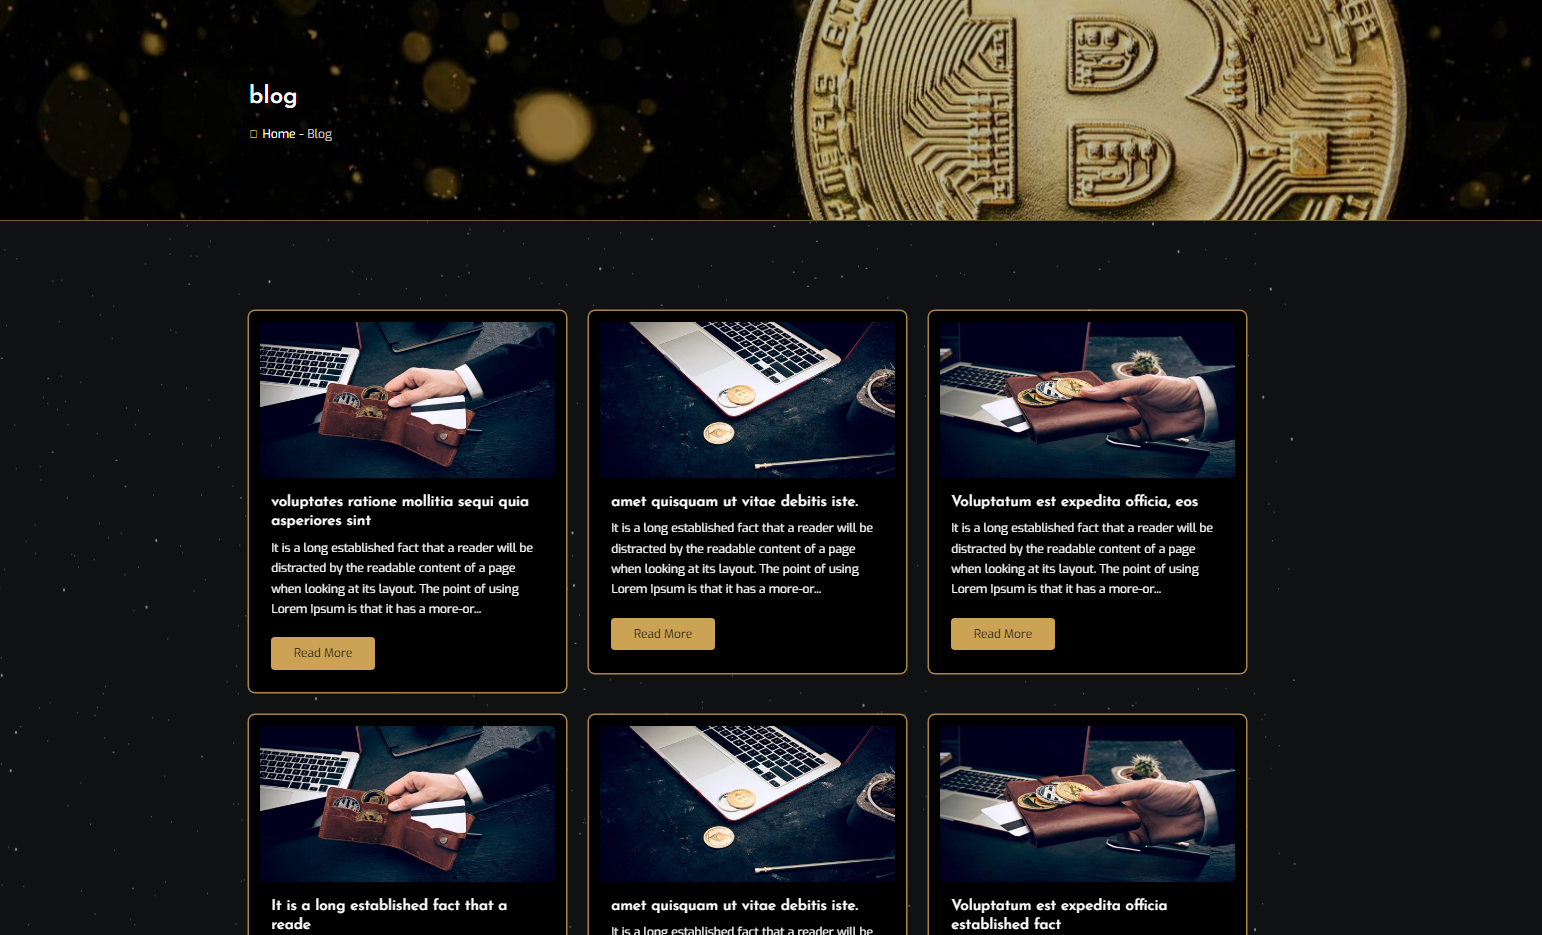 blog
Home - Blog
voluptates ratione mollitia sequi quia
asperiores sint
It is a long established fact that a reader will be
distracted by the readable content of a page
when looking at its layout. The point of using
Lorem Ipsum is that it has a more-or...
Read More
amet quisquam ut vitae debitis iste.
It is a long established fact that a reader will be
distracted by the readable content of a page
when looking at its layout. The point of using
Lorem Ipsum is that it has a more-or...
Read More
Voluptatum est expedita officia, eos
It is a long established fact that a reader will be
distracted by the readable content of a page
when looking at its layout. The point of using
Lorem Ipsum is that it has a more-or...
Read More
It is a long established fact that a
reade
amet quisquam ut vitae debitis iste.
It is a long established fact that a reader will be
Voluptatum est expedita officia
established fact